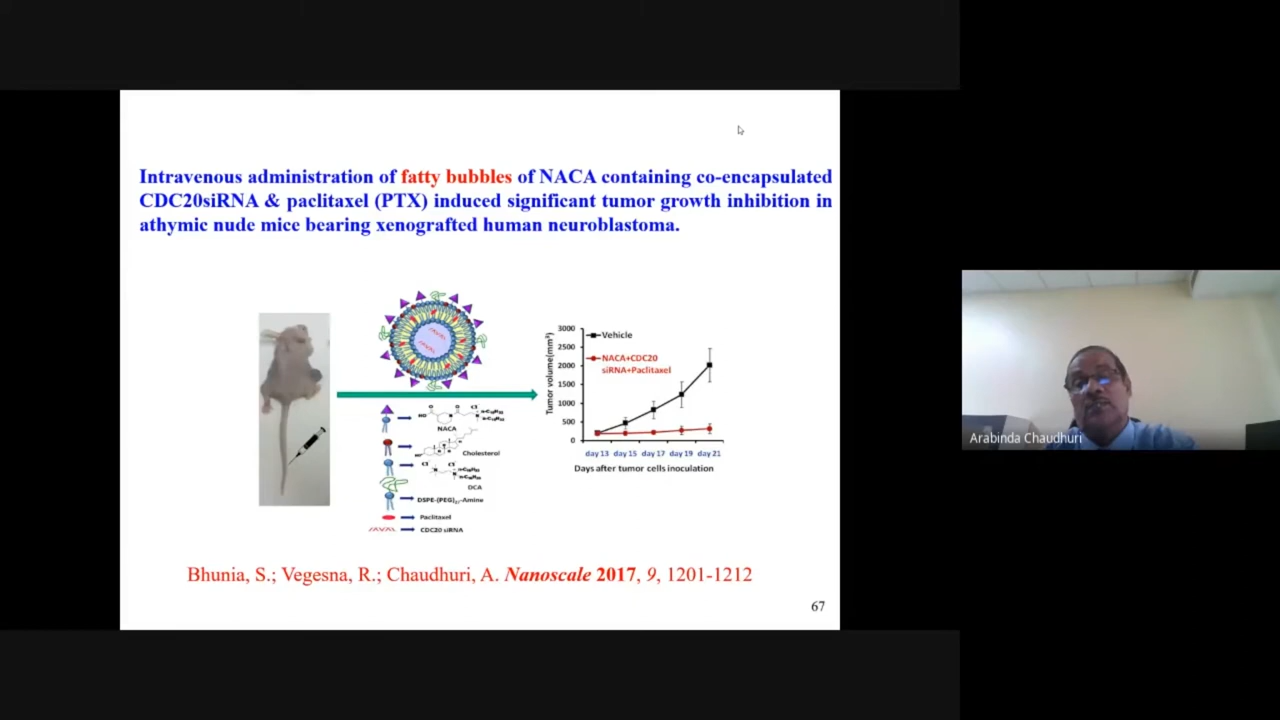 Intravenous administration of fatty bubbles of NACA containing co-encapsulated
CDC20siRNA & paclitaxel (PTX) induced significant tumor growth inhibition in
athymic nude mice bearing xenografted human neuroblastoma.
NACA
Cholesterol
DCA
Paclitaxel
CDC20 siRNA
Tumor volume(mm³)
3000
2500
2000
1500
1000
500
0
Vehicle
NACA+CDC20
siRNA+Paclitaxel
day 13 day 15 day 17 day 19 day 21
Days after tumor cells inoculation
Bhunia, S.; Vegesna, R.; Chaudhuri, A. Nanoscale 2017, 9, 1201-1212
67
Arabinda Chaudhuri